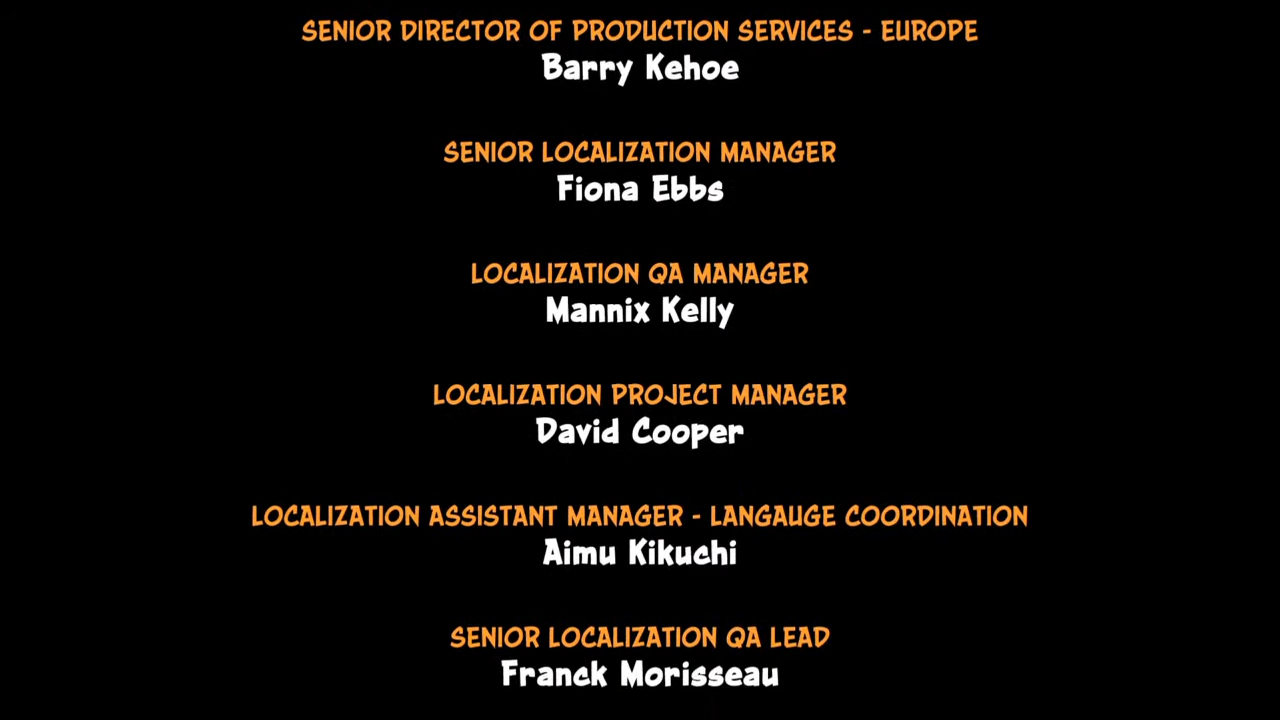 SENIOR DIRECTOR OF PRODUCTION SERVICES - EUROPE
Barry Kehoe
SENIOR LOCALIZATION MANAGER
Fiona Ebbs
LOCALIZATION QA MANAGER
Mannix Kelly
LOCALIZATION PROJECT MANAGER
David Cooper
LOCALIZATION ASSISTANT MANAGER - LANGAUGE COORDINATION
Aimu Kikuchi
SENIOR LOCALIZATION QA LEAD
Franck Morisseau